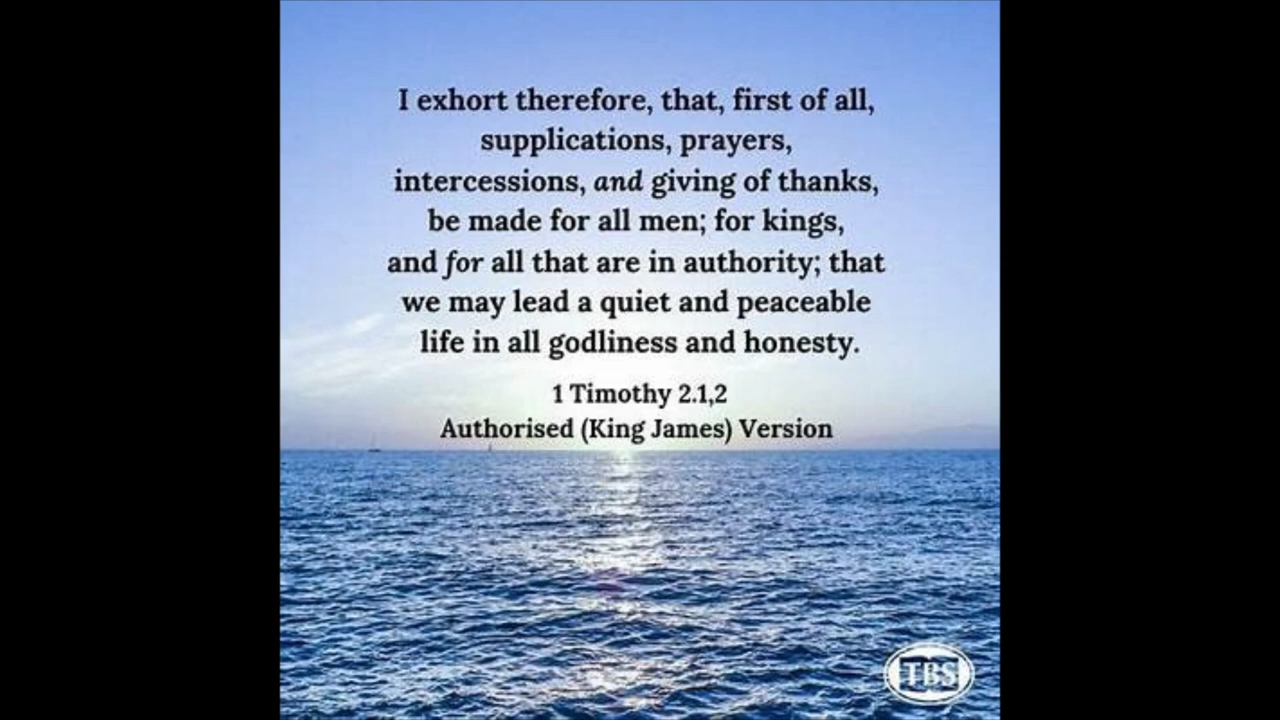 I exhort therefore, that, first of all,
supplications, prayers,
intercessions, and giving of thanks,
be made for all men; for kings,
and for all that are in authority; that
we may lead a quiet and peaceable
life in all godliness and honesty.
1 Timothy 2.1,2
Authorised (King James) Version
TBS